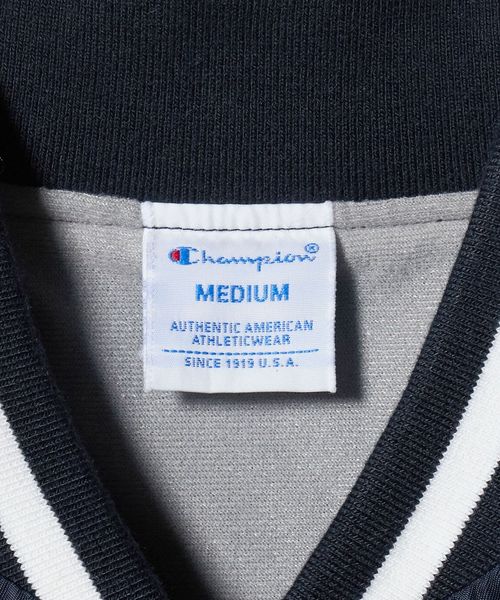 Champion®
MEDIUM
AUTHENTIC AMERICAN
ATHLETICWEAR
SINCE 1919 U.S.A.